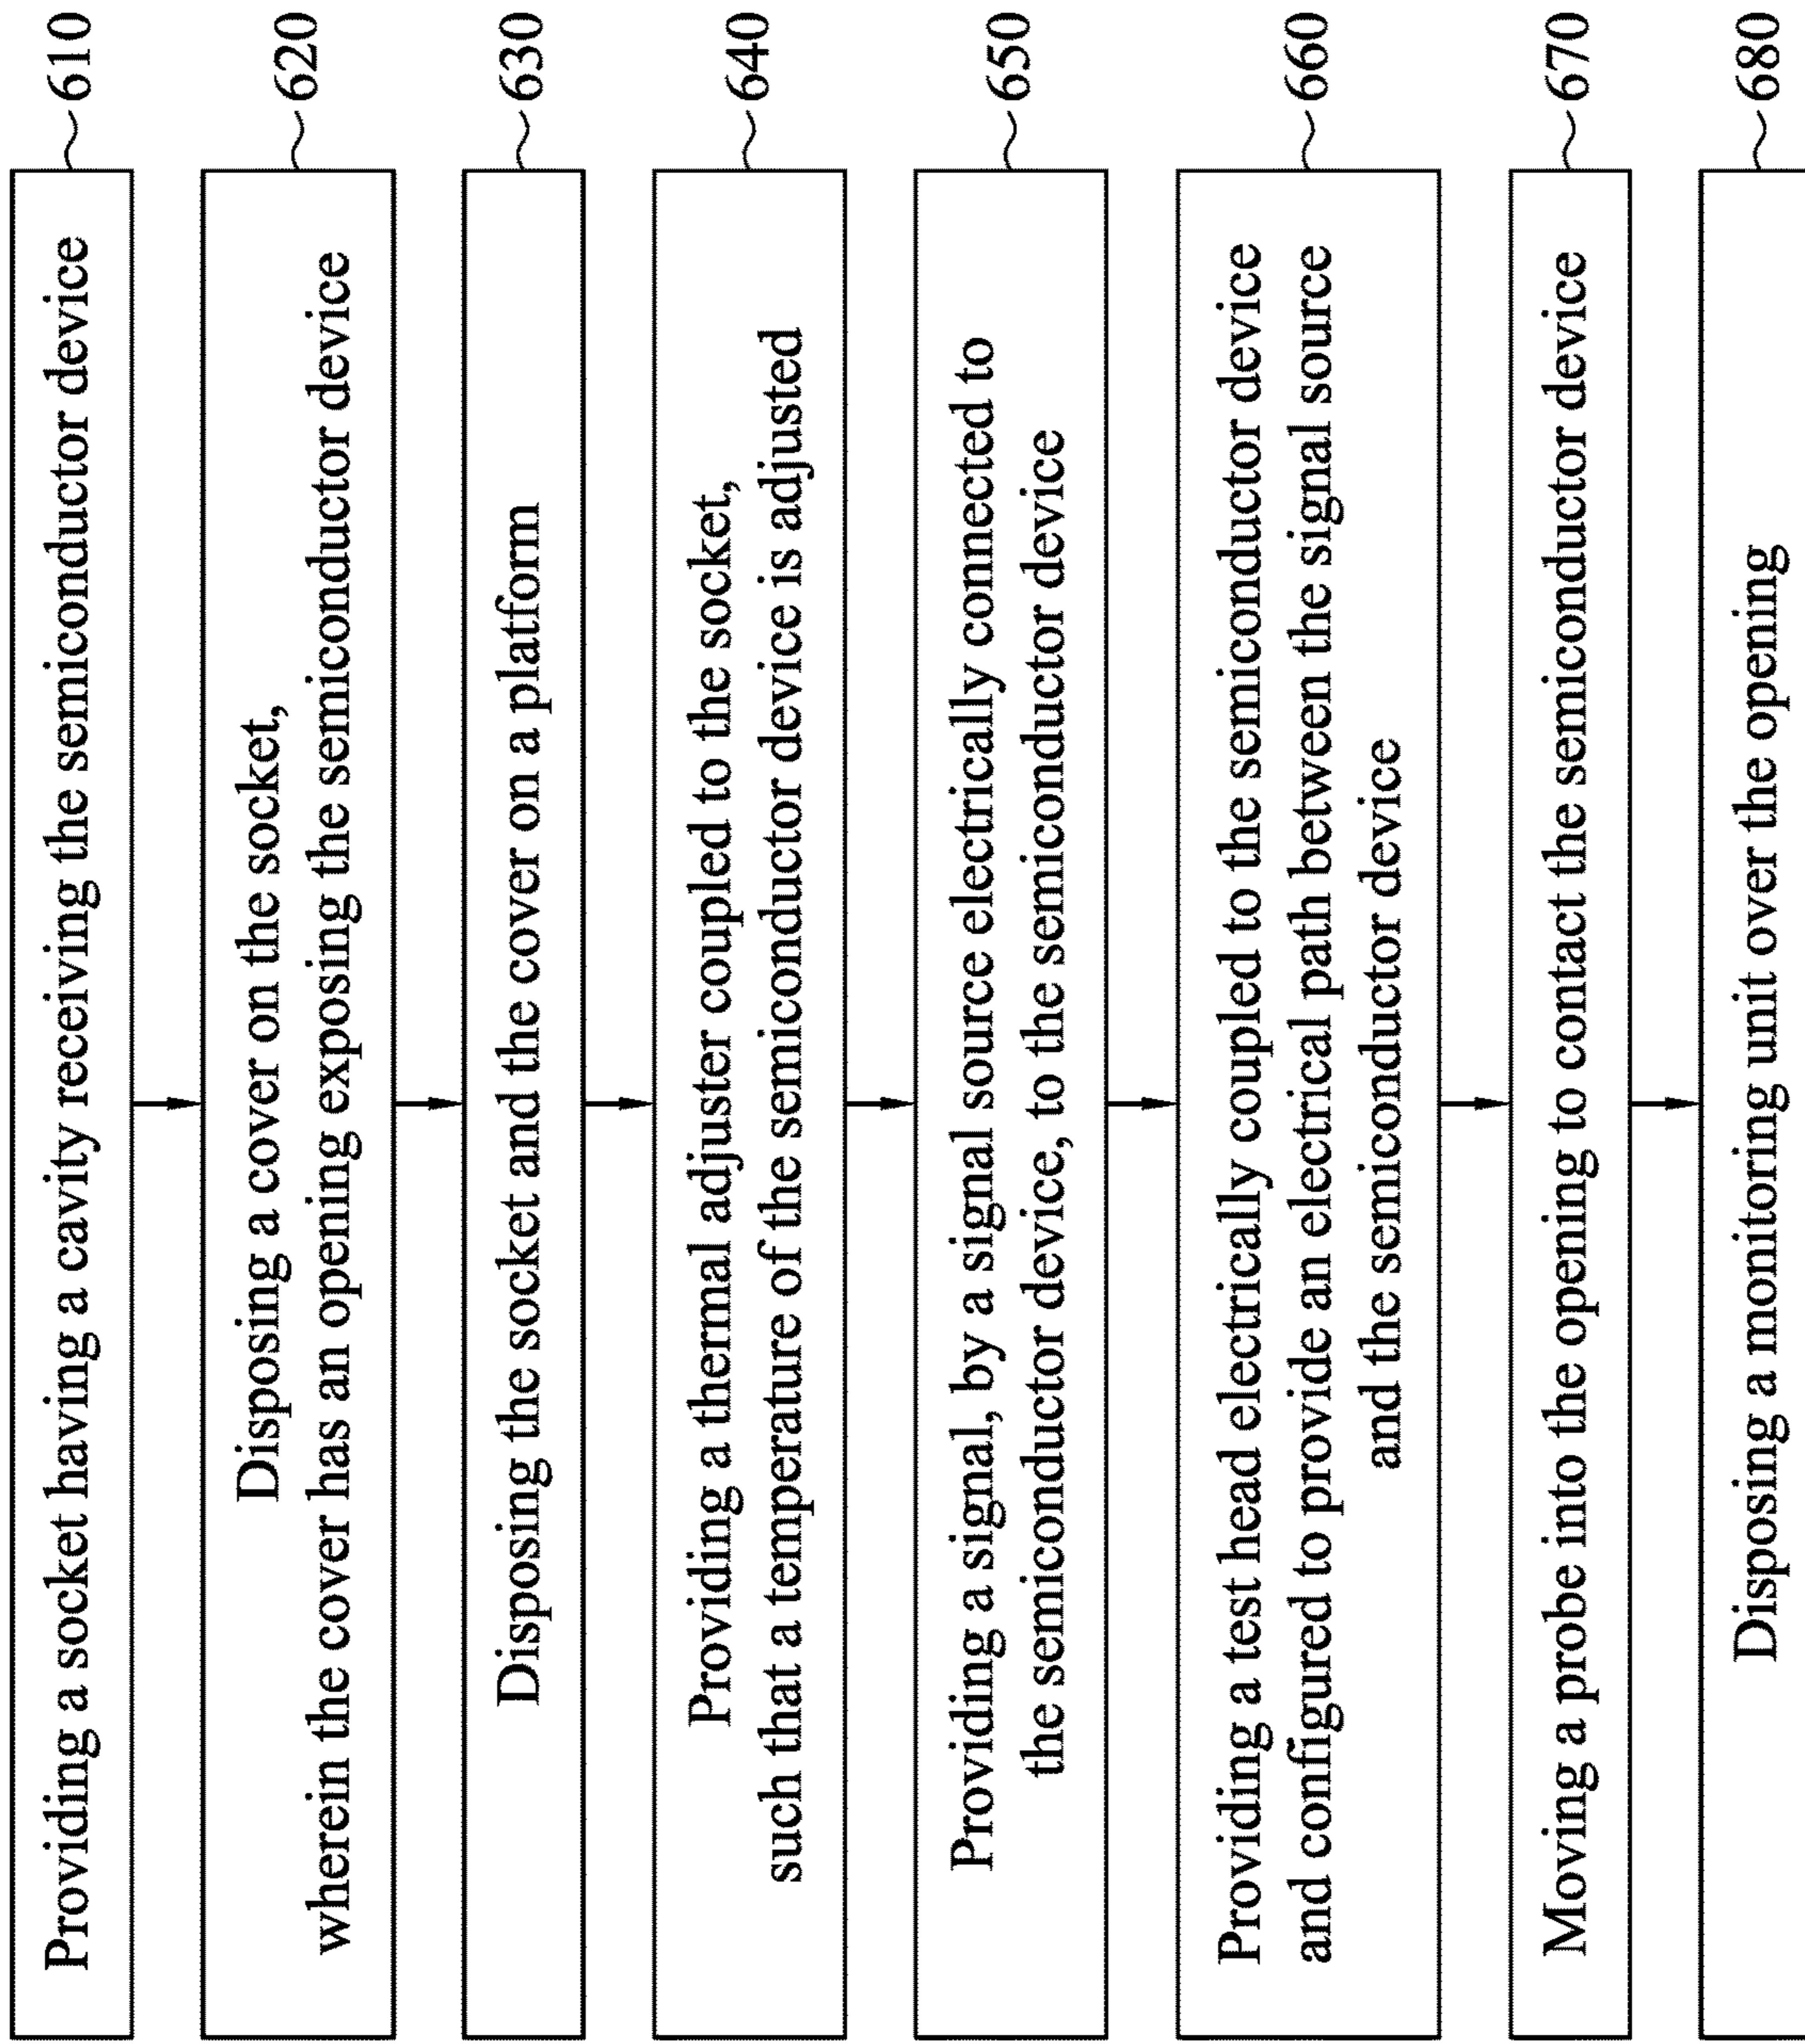 Providing a socket having a cavity receiving the semiconductor device
610
Disposing a cover on the socket,
wherein the cover has an opening exposing the semiconductor device
620
Disposing the socket and the cover on a platform
630
Providing a thermal adjuster coupled to the socket,
such that a temperature of the semiconductor device is adjusted
640
Providing a signal, by a signal source electrically connected to
the semiconductor device, to the semiconductor device
650
Providing a test head electrically coupled to the semiconductor device
and configured to provide an electrical path between the signal source
and the semiconductor device
660
Moving a probe into the opening to contact the semiconductor device
670
Disposing a monitoring unit over the opening
680